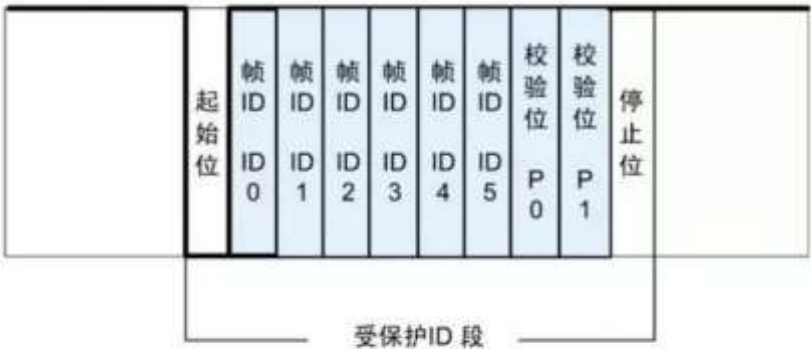 起始位
帧ID ID0
帧ID ID1
帧ID ID2
帧ID ID3
帧ID ID4
帧ID ID5
校验位 P0
校验位 P1
停止位
受保护ID 段